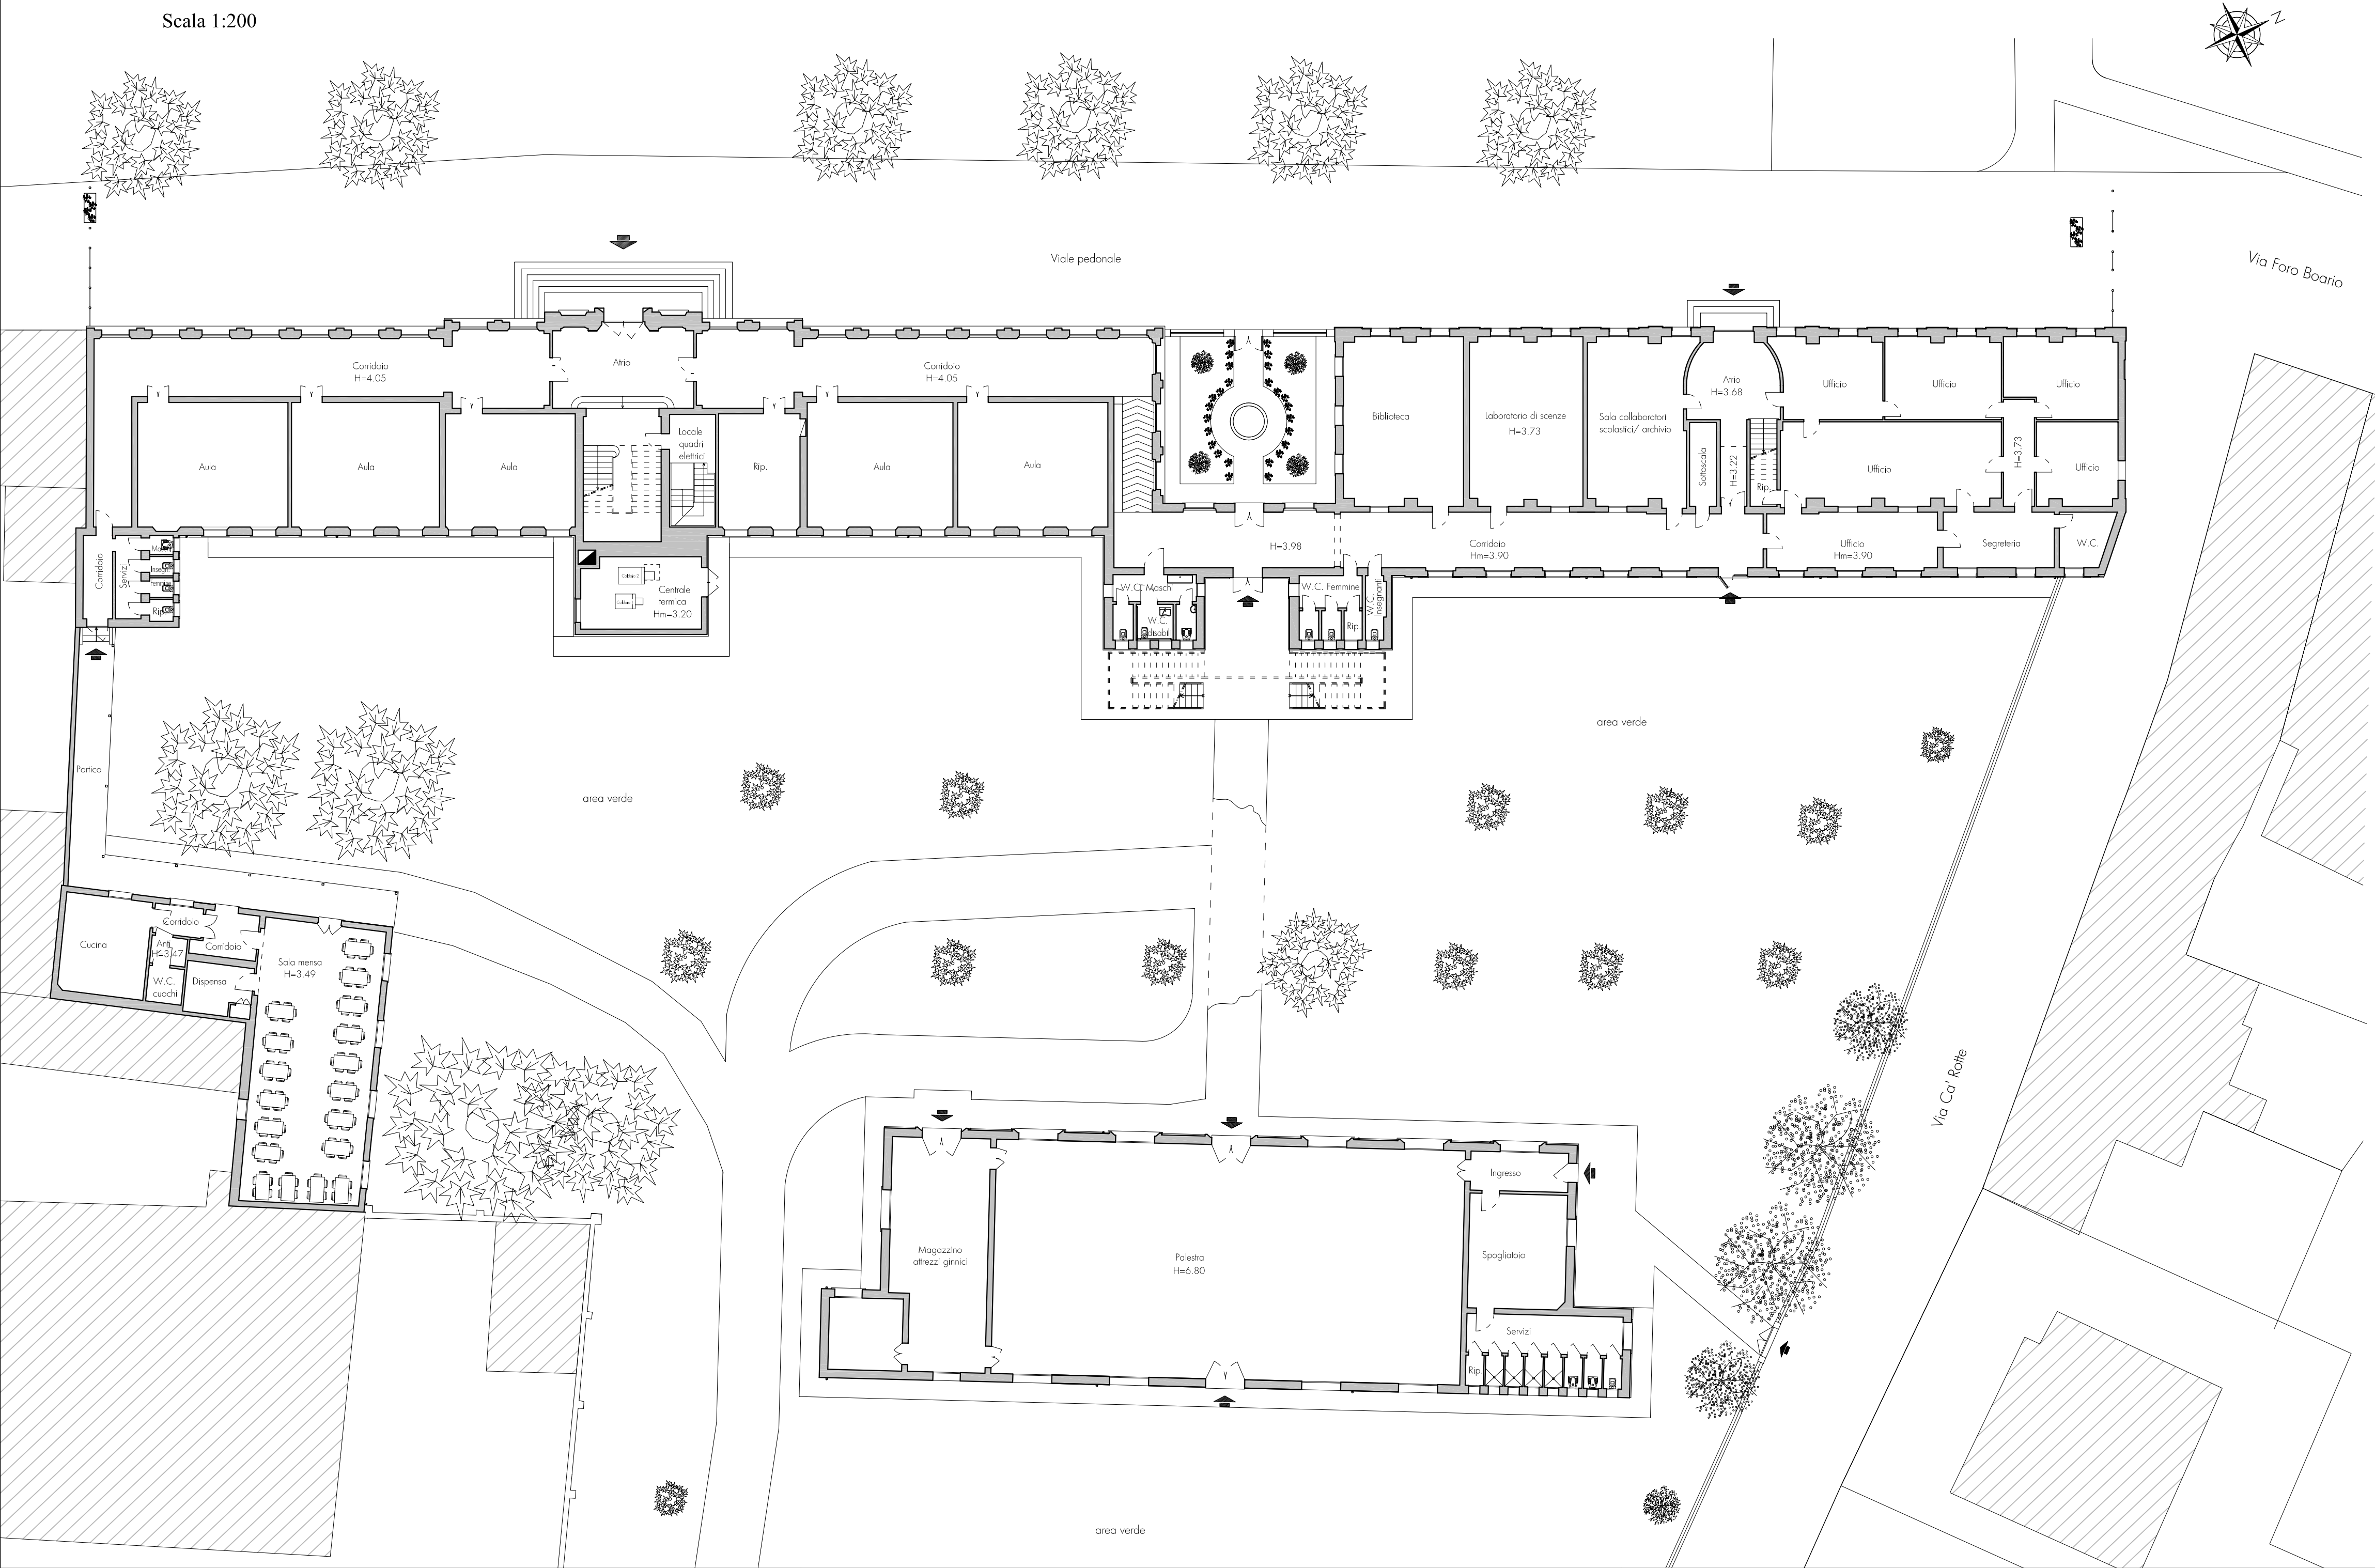 Scala 1:200
N
Viale pedonale
Via Foro Boario
Corridoio
H=4.05
Atrio
Corridoio
H=4.05
Aula
Aula
Aula
Locale
quadri
elettrici
Rip.
Aula
Aula
Biblioteca
Laboratorio di scenze
H=3.73
Sala collaboratori
scolastici/ archivio
Atrio
H=3.68
Sottoscala
H=3.22
Rip.
Ufficio
Ufficio
Ufficio
Ufficio
H=3.73
Ufficio
Corridoio
Servizi
Rip.
Centrale
termica
Hm=3.20
H=3.98
Corridoio
Hm=3.90
Ufficio
Hm=3.90
Segreteria
W.C.
W.C. Maschi
W.C.
disabili
W.C. Femmine
Rip.
W.C.
Insegnanti
Portico
area verde
area verde
Cucina
Corridoio
Anti
H=3.47
Corridoio
W.C.
cuochi
Dispensa
Sala mensa
H=3.49
Via Ca' Rotte
Magazzino
attrezzi ginnici
Palestra
H=6.80
Ingresso
Spogliatoio
Servizi
Rip.
area verde